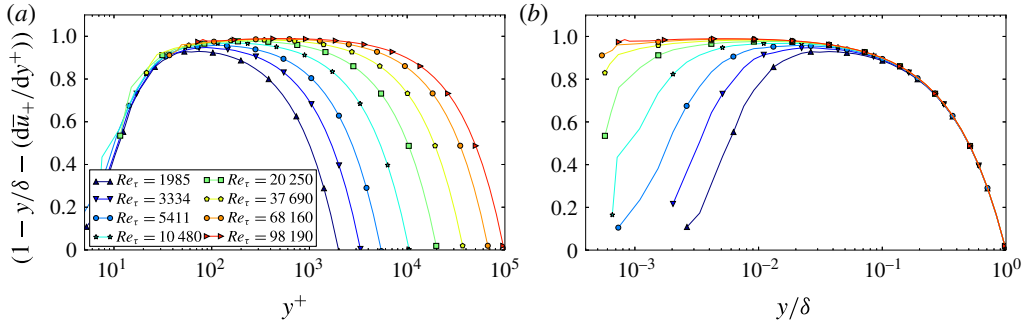 (a) (b)
(1 − y/δ − (du̅₊/dy⁺))
1.0 0.8 0.6 0.4 0.2 0
Reτ = 1985 Reτ = 20 250
Reτ = 3334 Reτ = 37 690
Reτ = 5411 Reτ = 68 160
Reτ = 10 480 Reτ = 98 190
10¹ 10² 10³ 10⁴ 10⁵
y⁺
1.0 0.8 0.6 0.4 0.2 0
10⁻³ 10⁻² 10⁻¹ 10⁰
y/δ